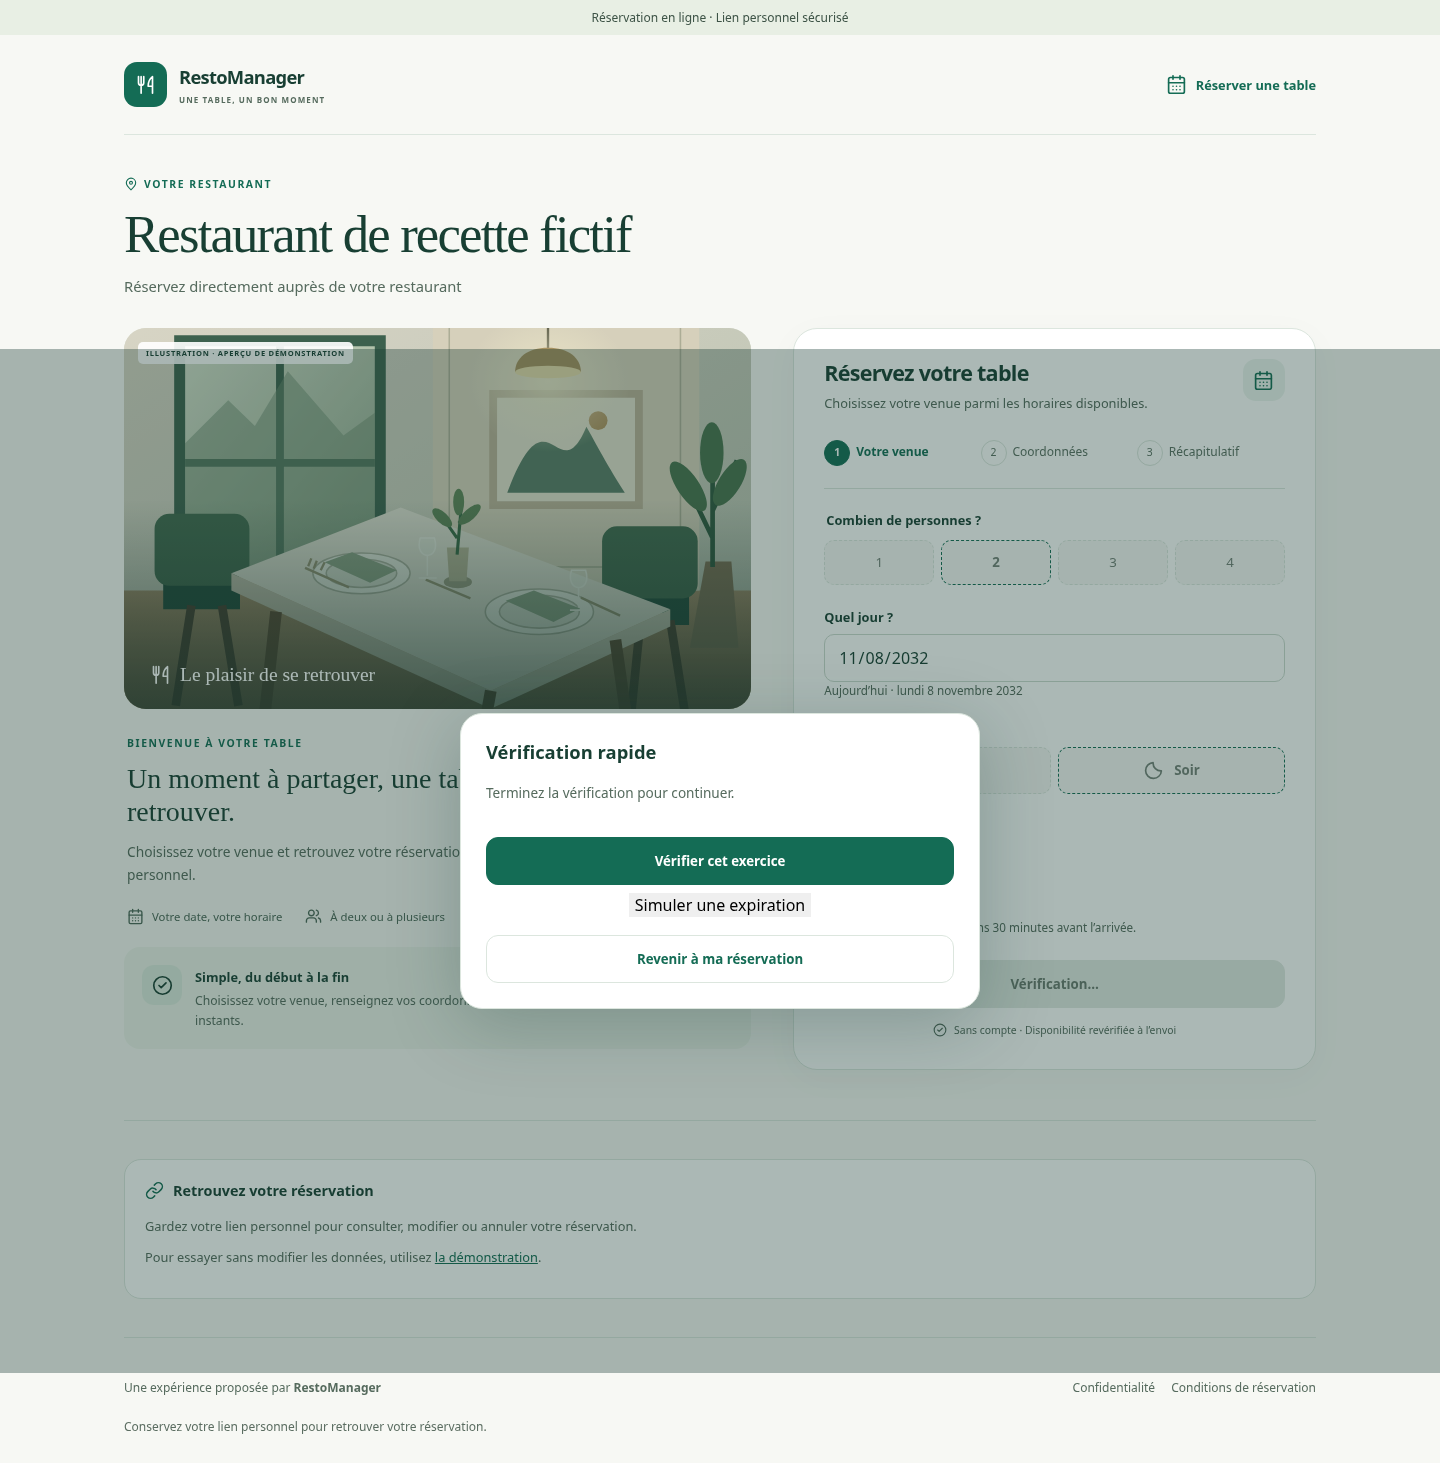 Réservation en ligne · Lien personnel sécurisé
RestoManager
UNE TABLE, UN BON MOMENT
Réserver une table
VOTRE RESTAURANT
Restaurant de recette fictif
Réservez directement auprès de votre restaurant
ILLUSTRATION · APERÇU DE DÉMONSTRATION
Le plaisir de se retrouver
BIENVENUE À VOTRE TABLE
Un moment à partager, une ta
retrouver.
Choisissez votre venue et retrouvez votre réservatio
personnel.
Votre date, votre horaire
À deux ou à plusieurs
Simple, du début à la fin
Choisissez votre venue, renseignez vos coordon
instants.
Réservez votre table
Choisissez votre venue parmi les horaires disponibles.
1 Votre venue
2 Coordonnées
3 Récapitulatif
Combien de personnes ?
1 2 3 4
Quel jour ?
11/08/2032
Aujourd’hui · lundi 8 novembre 2032
Soir
ns 30 minutes avant l’arrivée.
Vérification…
Sans compte · Disponibilité revérifiée à l’envoi
Vérification rapide
Terminez la vérification pour continuer.
Vérifier cet exercice
Simuler une expiration
Revenir à ma réservation
Retrouvez votre réservation
Gardez votre lien personnel pour consulter, modifier ou annuler votre réservation.
Pour essayer sans modifier les données, utilisez la démonstration.
Une expérience proposée par RestoManager
Confidentialité
Conditions de réservation
Conservez votre lien personnel pour retrouver votre réservation.